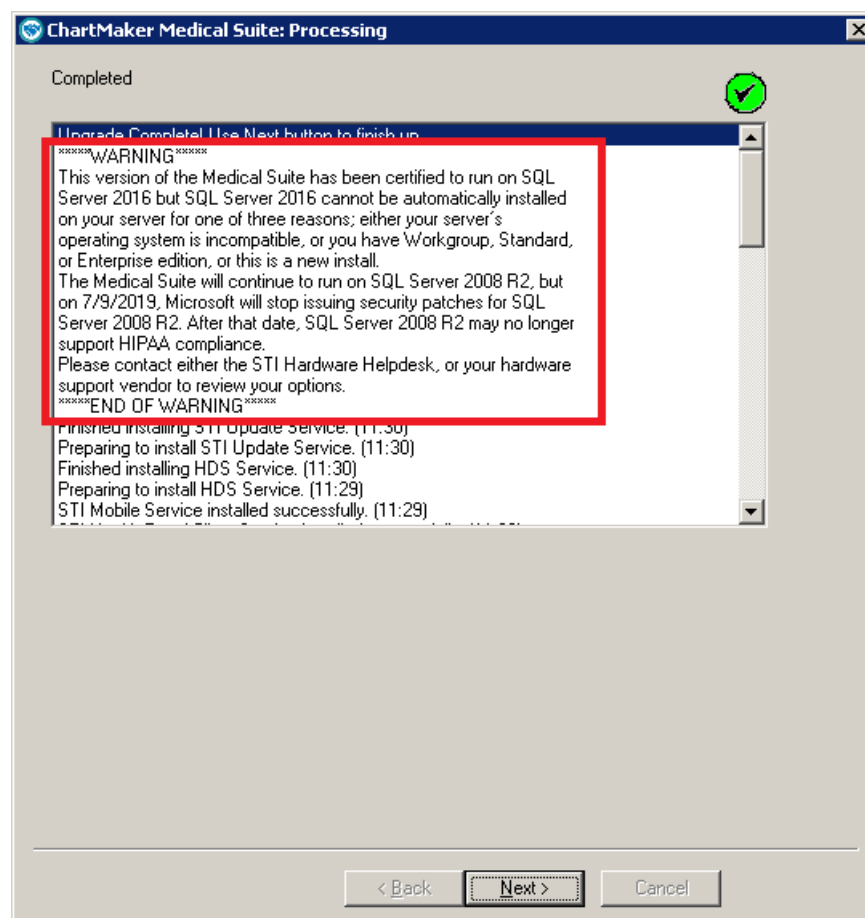 ChartMaker Medical Suite: Processing
Completed
Upgrade Complete! Use Next button to finish up
*****WARNING*****
This version of the Medical Suite has been certified to run on SQL
Server 2016 but SQL Server 2016 cannot be automatically installed
on your server for one of three reasons; either your server´s
operating system is incompatible, or you have Workgroup, Standard,
or Enterprise edition, or this is a new install.
The Medical Suite will continue to run on SQL Server 2008 R2, but
on 7/9/2019, Microsoft will stop issuing security patches for SQL
Server 2008 R2. After that date, SQL Server 2008 R2 may no longer
support HIPAA compliance.
Please contact either the STI Hardware Helpdesk, or your hardware
support vendor to review your options.
*****END OF WARNING*****
Finished installing STI Update Service. (11:30)
Preparing to install STI Update Service. (11:30)
Finished installing HDS Service. (11:30)
Preparing to install HDS Service. (11:29)
STI Mobile Service installed successfully. (11:29)
< Back
Next >
Cancel